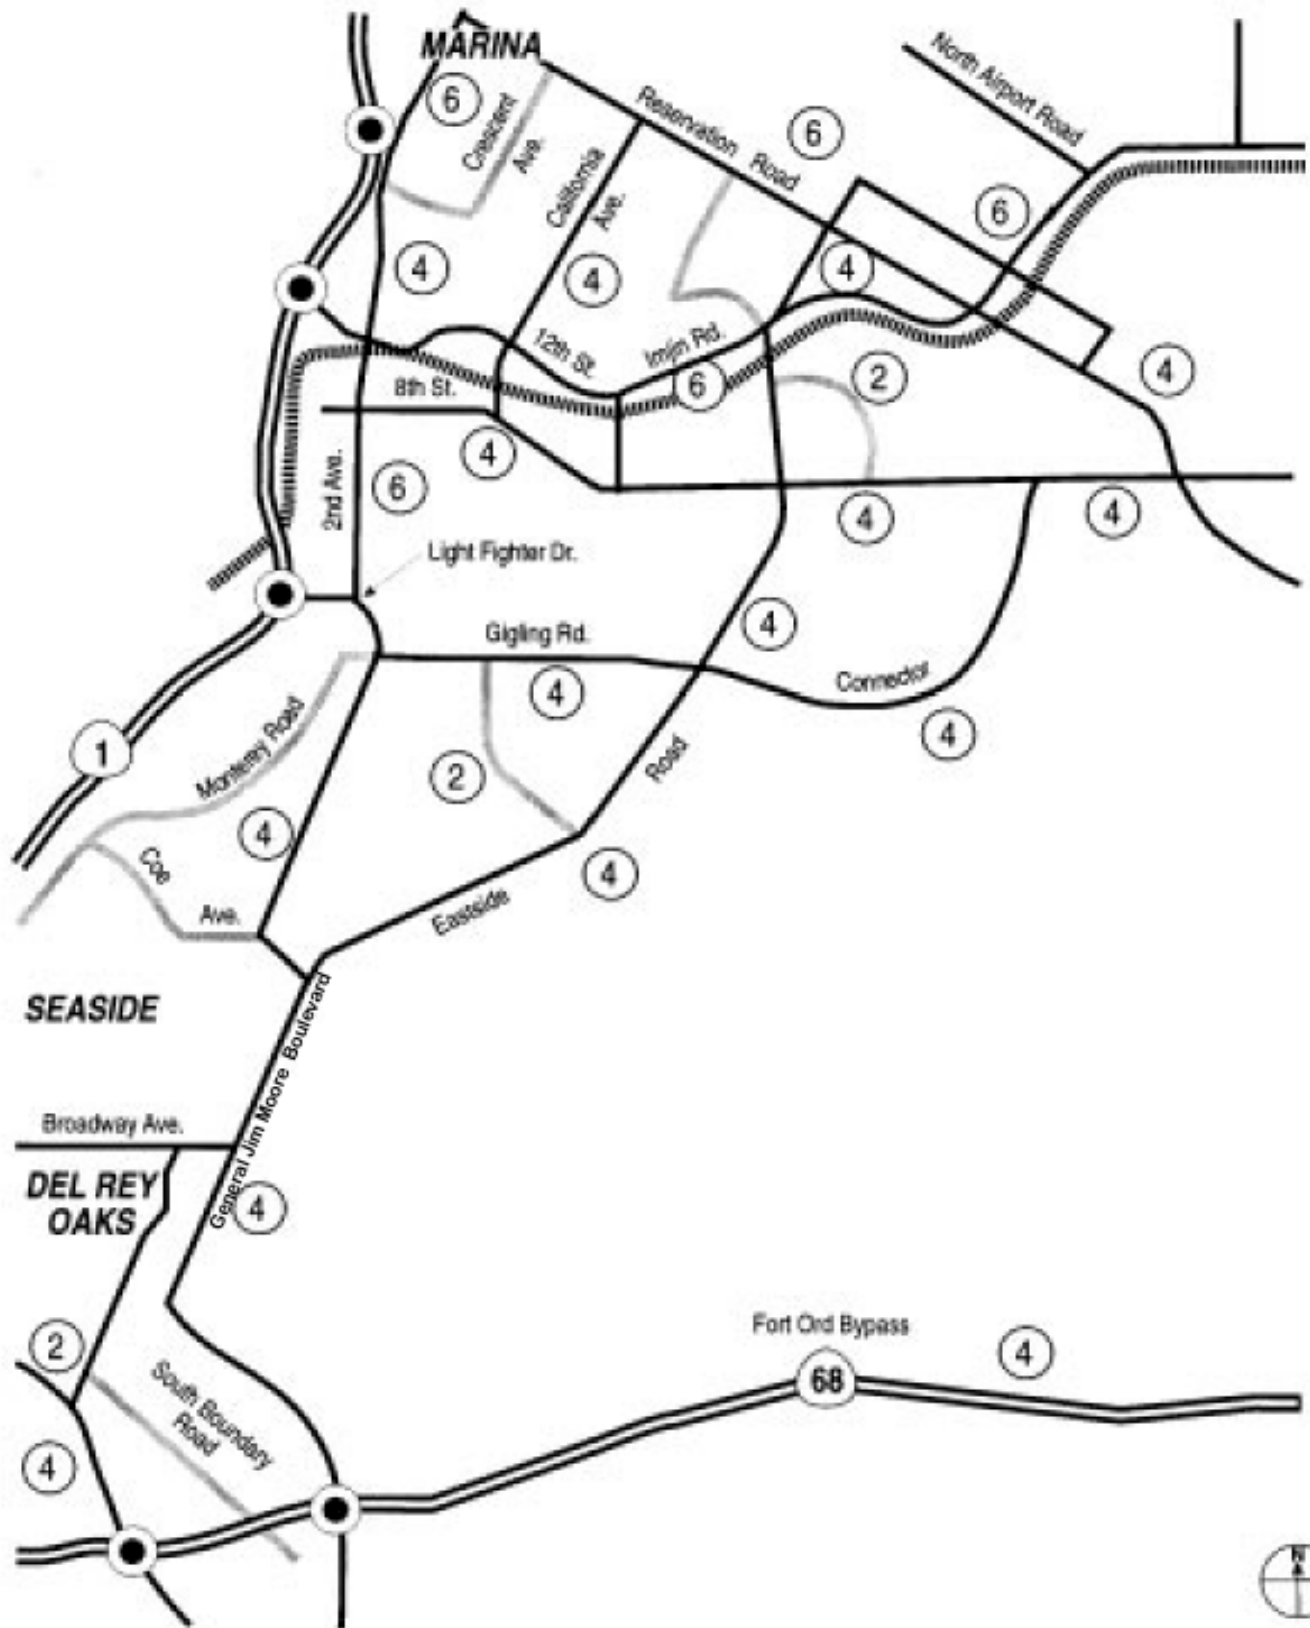 MARINA
6
Crescent
Ave.
California
Ave.
Reservation
Road
6
North Airport Road
6
4
4
4
12th St.
Imjin Rd.
6
2
4
8th St.
4
2nd Ave.
6
4
4
Light Fighter Dr.
Gigling Rd.
4
4
Connector
4
Monterey Road
1
2
Road
4
4
Coe
Ave.
Eastside
SEASIDE
General Jim Moore Boulevard
Broadway Ave.
DEL REY
OAKS
4
2
South Boundary
Road
4
Fort Ord Bypass
68
4
N